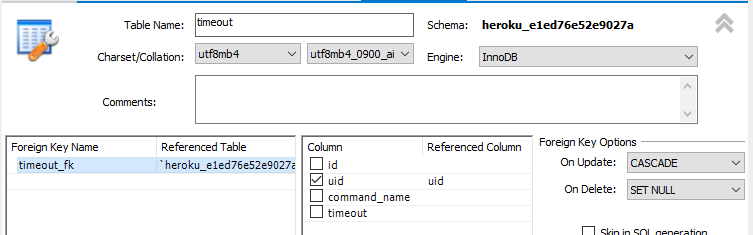 Table Name: timeout Schema: heroku_e1ed76e52e9027a
Charset/Collation: utf8mb4 utf8mb4_0900_ai Engine: InnoDB
Comments:
Foreign Key Name Referenced Table Column Referenced Column Foreign Key Options
timeout_fk `heroku_e1ed76e52e9027a id On Update: CASCADE
uid uid
command_name On Delete: SET NULL
timeout
Skip in SQL generation